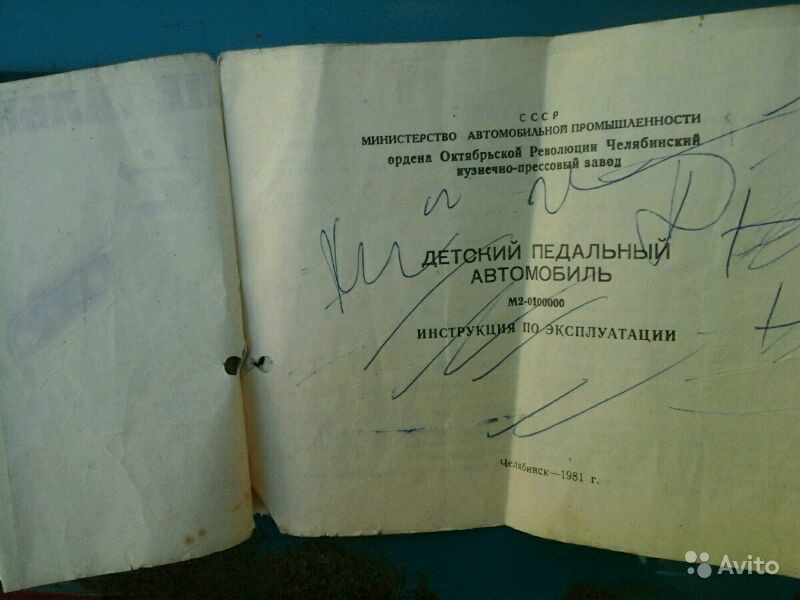 СССР
МИНИСТЕРСТВО АВТОМОБИЛЬНОЙ ПРОМЫШЛЕННОСТИ
ордена Октябрьской Революции Челябинский
кузнечно-прессовый завод
ДЕТСКИЙ ПЕДАЛЬНЫЙ
АВТОМОБИЛЬ
М2-0100000
ИНСТРУКЦИЯ ПО ЭКСПЛУАТАЦИИ
Челябинск—1981 г.
Avito